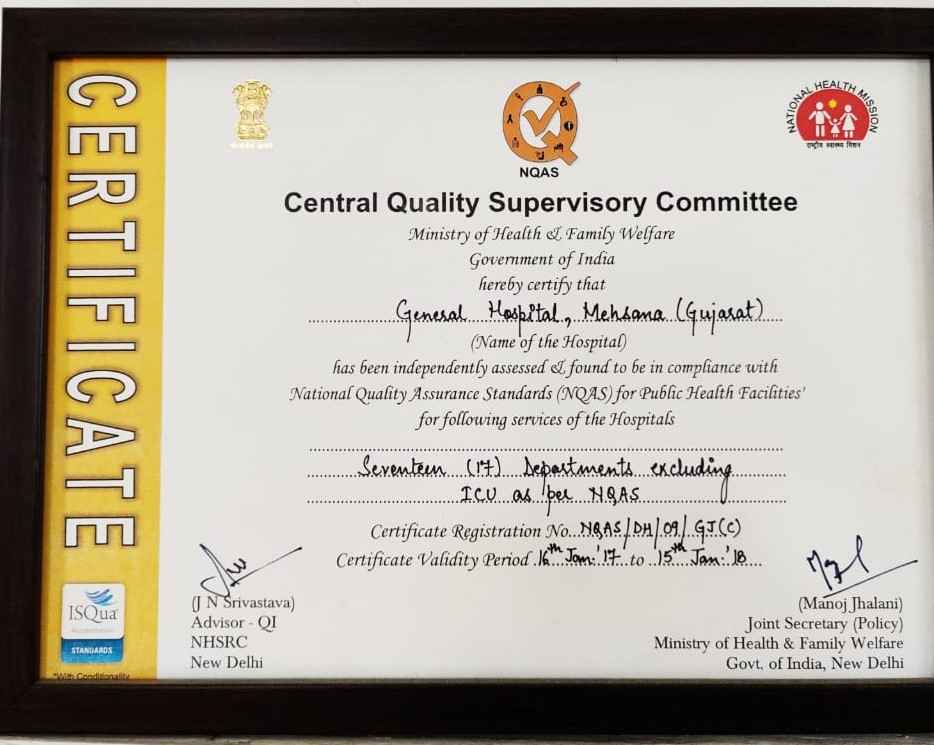 CERTIFICATE
NATIONAL HEALTH MISSION
राष्ट्रीय स्वास्थ्य मिशन
NQAS
Central Quality Supervisory Committee
Ministry of Health & Family Welfare
Government of India
hereby certify that
General Hospital, Mehsana (Gujarat)
(Name of the Hospital)
has been independently assessed & found to be in compliance with
National Quality Assurance Standards (NQAS) for Public Health Facilities'
for following services of the Hospitals
Seventeen (17) Departments excluding
ICU as per NQAS
Certificate Registration No. NQAS/DH/09/GJ(C)
Certificate Validity Period 16th Jan.'17 to 15th Jan.'18
(J N Srivastava)
Advisor - QI
NHSRC
New Delhi
(Manoj Jhalani)
Joint Secretary (Policy)
Ministry of Health & Family Welfare
Govt. of India, New Delhi
ISQua
STANDARDS
*With Conditionality